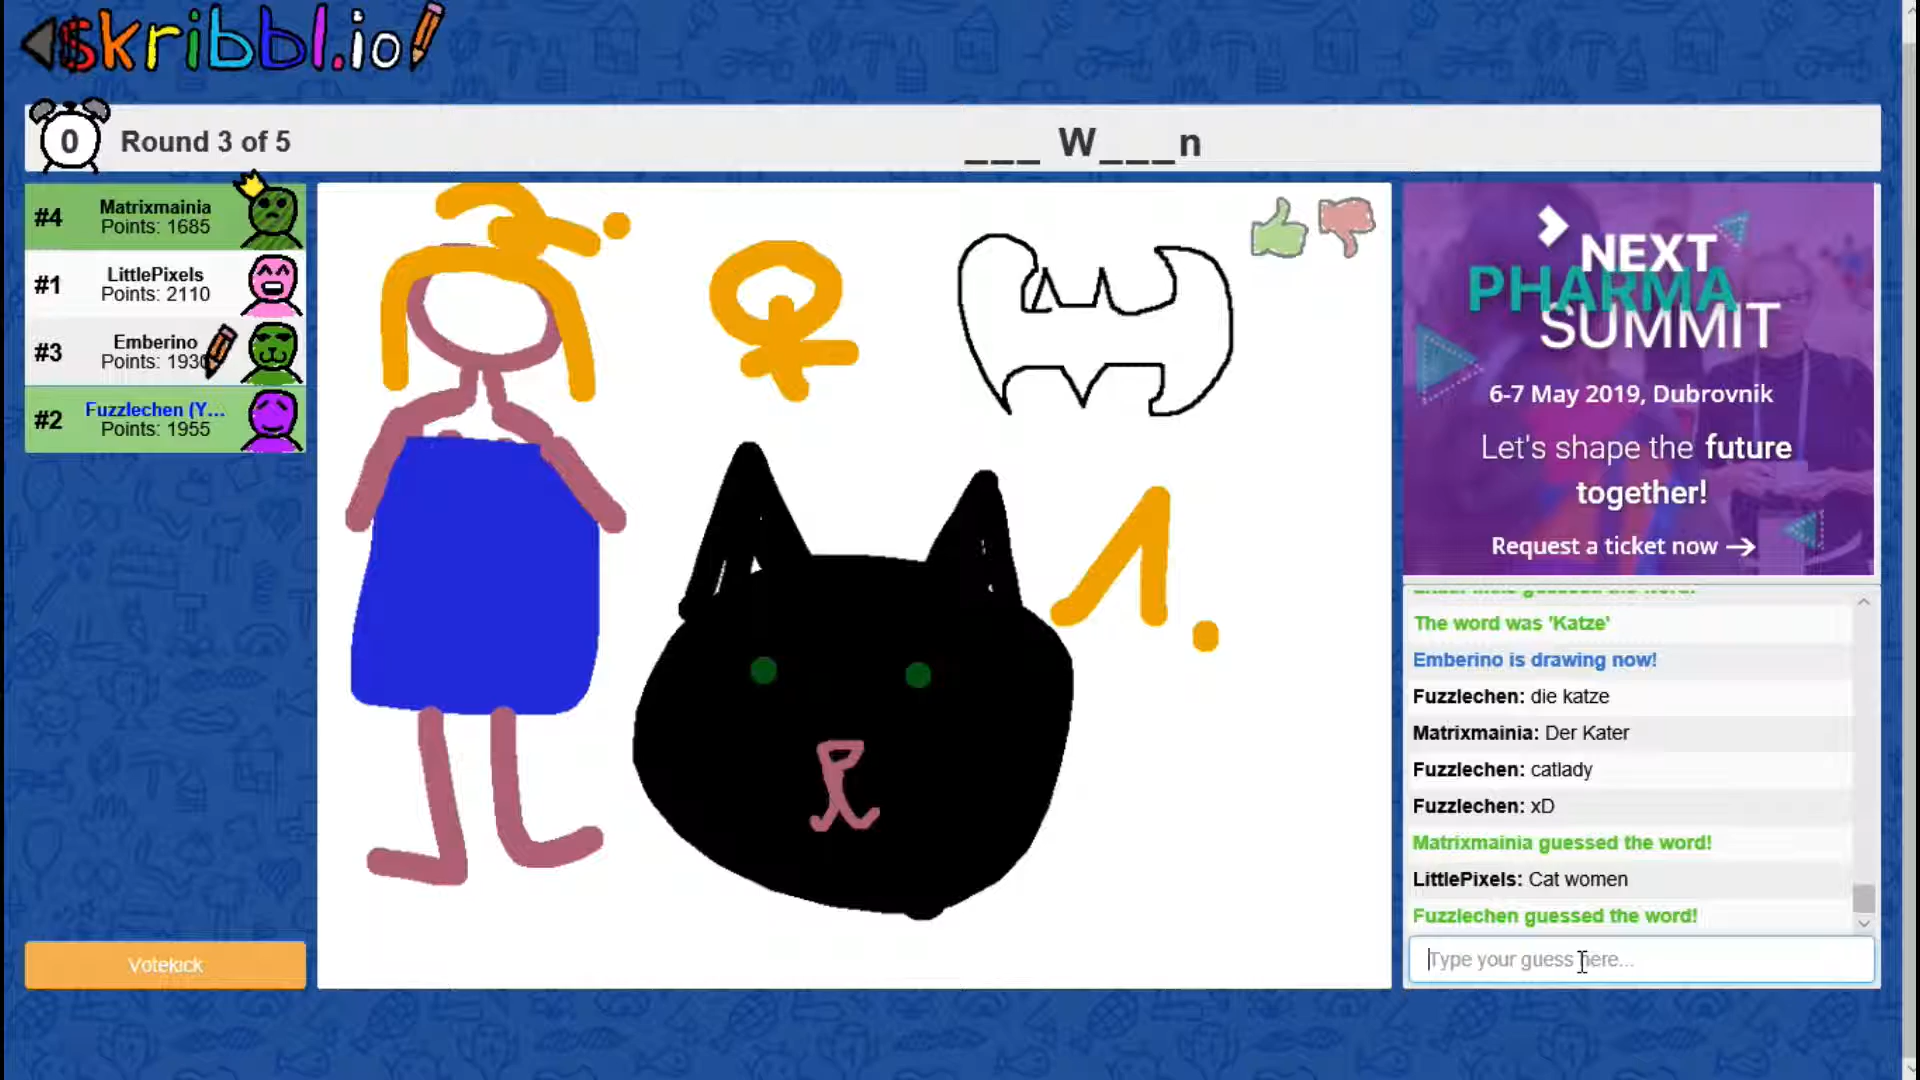 skribbl.io
0
Round 3 of 5
___ W___n
#4
Matrixmainia
Points: 1685
#1
LittlePixels
Points: 2110
#3
Emberino
Points: 1930
#2
Fuzzlechen (Y...
Points: 1955
Votekick
1.
NEXT
PHARMA
SUMMIT
6-7 May 2019, Dubrovnik
Let's shape the future
together!
Request a ticket now →
The word was 'Katze'
Emberino is drawing now!
Fuzzlechen: die katze
Matrixmainia: Der Kater
Fuzzlechen: catlady
Fuzzlechen: xD
Matrixmainia guessed the word!
LittlePixels: Cat women
Fuzzlechen guessed the word!
Type your guess here...